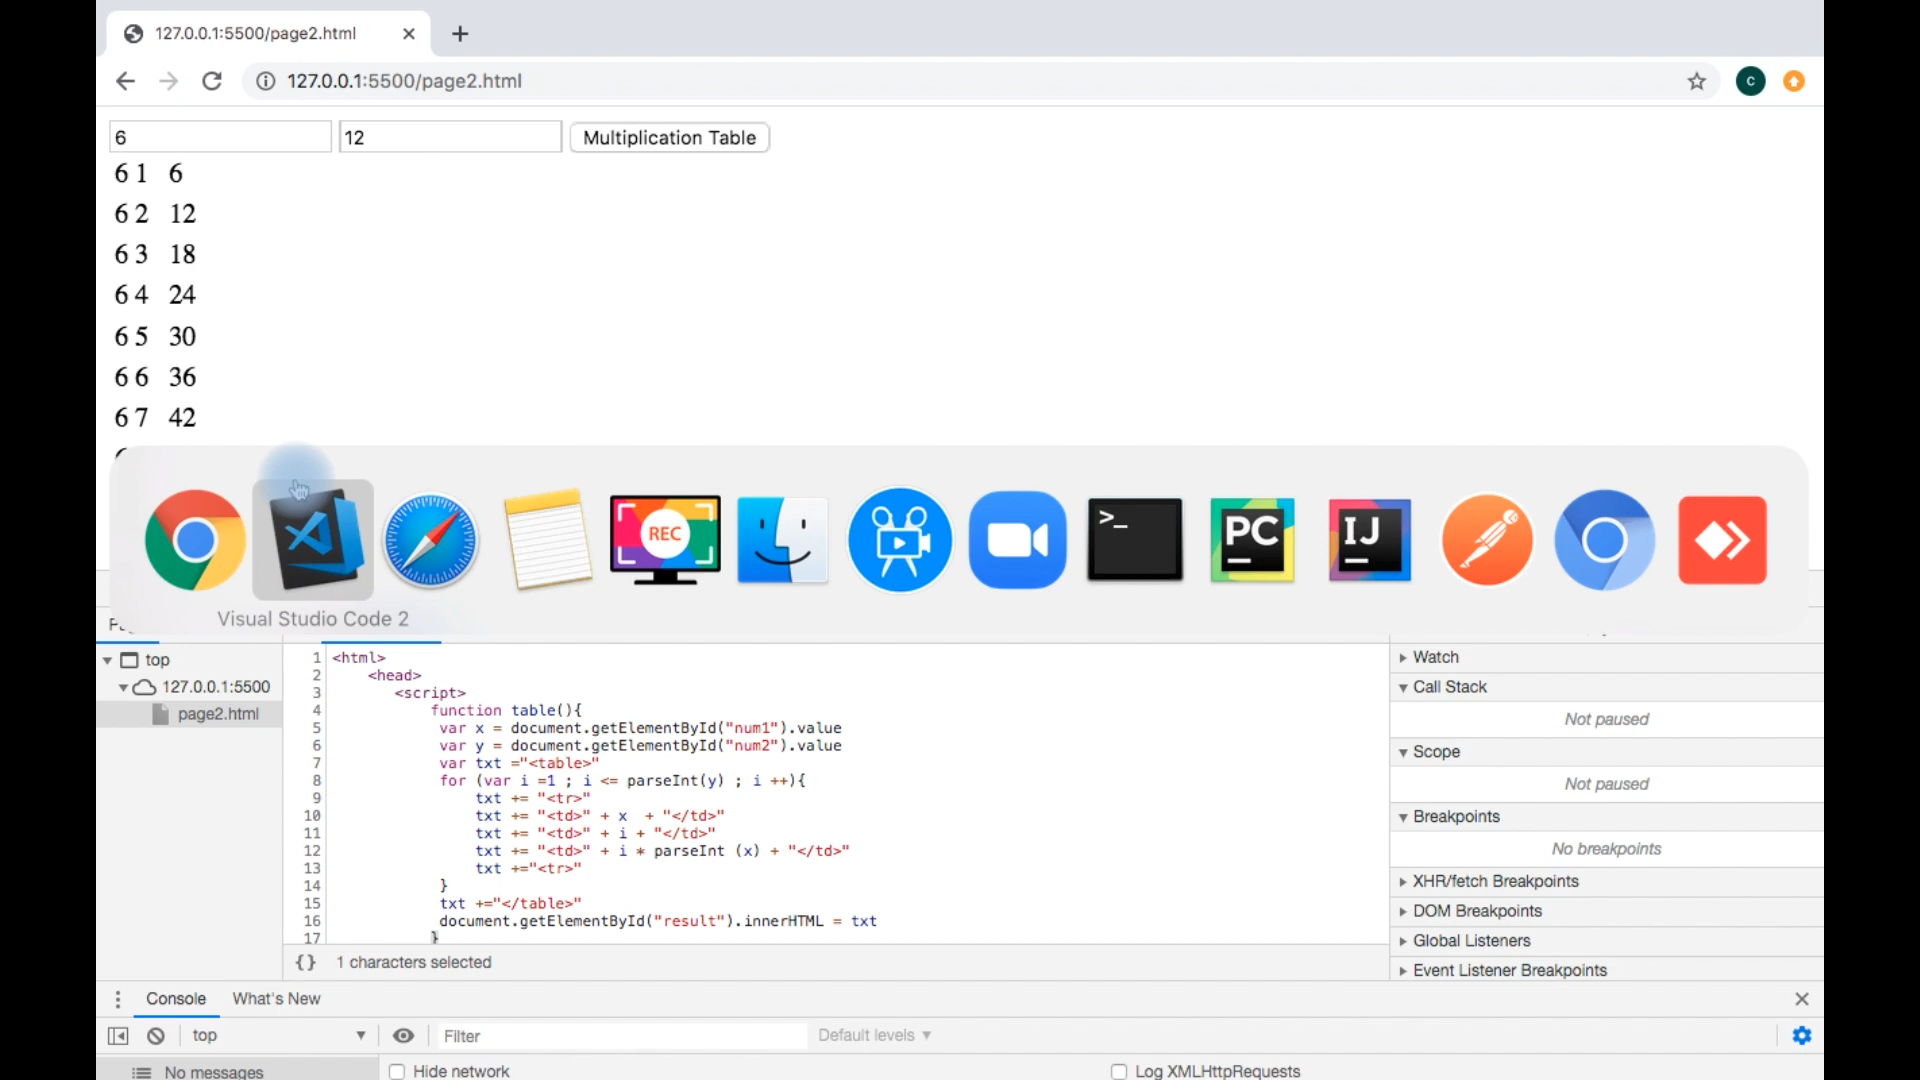 127.0.0.1:5500/page2.html
127.0.0.1:5500/page2.html
C
6
12
Multiplication Table
6 1 6
6 2 12
6 3 18
6 4 24
6 5 30
6 6 36
6 7 42
REC
>_
PC
IJ
Visual Studio Code 2
top
127.0.0.1:5500
page2.html
1 <html>
2 <head>
3 <script>
4 function table(){
5 var x = document.getElementById("num1").value
6 var y = document.getElementById("num2").value
7 var txt ="<table>"
8 for (var i =1 ; i <= parseInt(y) ; i ++){
9 txt += "<tr>"
10 txt += "<td>" + x  + "</td>"
11 txt += "<td>" + i + "</td>"
12 txt += "<td>" + i * parseInt (x) + "</td>"
13 txt +="<tr>"
14 }
15 txt +="</table>"
16 document.getElementById("result").innerHTML = txt
17 }
{} 1 characters selected
Watch
Call Stack
Not paused
Scope
Not paused
Breakpoints
No breakpoints
XHR/fetch Breakpoints
DOM Breakpoints
Global Listeners
Event Listener Breakpoints
Console What's New
top Filter Default levels
No messages Hide network Log XMLHttpRequests